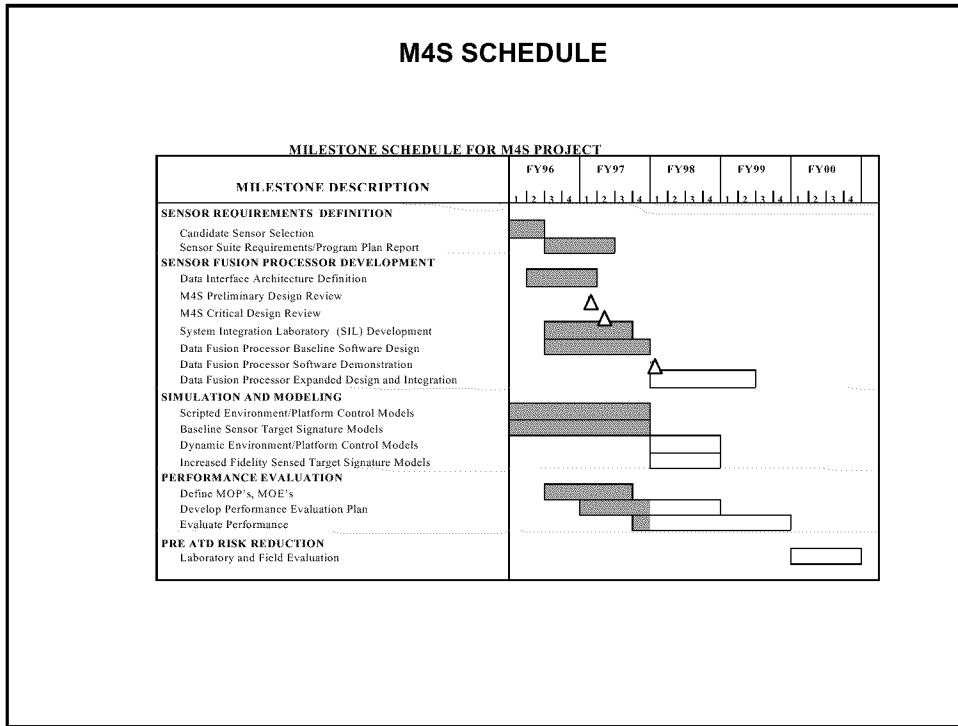 M4S SCHEDULE
MILESTONE SCHEDULE FOR M4S PROJECT
MILESTONE DESCRIPTION
FY96 FY97 FY98 FY99 FY00
1 2 3 4 1 2 3 4 1 2 3 4 1 2 3 4 1 2 3 4
SENSOR REQUIREMENTS DEFINITION
Candidate Sensor Selection
Sensor Suite Requirements/Program Plan Report
SENSOR FUSION PROCESSOR DEVELOPMENT
Data Interface Architecture Definition
M4S Preliminary Design Review
M4S Critical Design Review
System Integration Laboratory (SIL) Development
Data Fusion Processor Baseline Software Design
Data Fusion Processor Software Demonstration
Data Fusion Processor Expanded Design and Integration
SIMULATION AND MODELING
Scripted Environment/Platform Control Models
Baseline Sensor Target Signature Models
Dynamic Environment/Platform Control Models
Increased Fidelity Sensed Target Signature Models
PERFORMANCE EVALUATION
Define MOP's, MOE's
Develop Performance Evaluation Plan
Evaluate Performance
PRE ATD RISK REDUCTION
Laboratory and Field Evaluation